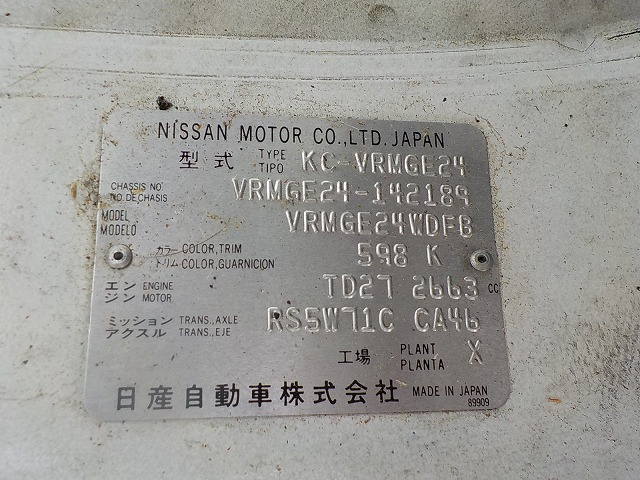 NISSAN MOTOR CO.,LTD. JAPAN
型式 TYPE TIPO KC-VRMGE24
CHASSIS NO. NO. DE CHASIS VRMGE24-142189
MODEL MODELO VRMGE24WDFB
カラー トリム COLOR, TRIM COLOR, GUARNICION 598 K
エンジン ENGINE MOTOR TD27 2663 CC
ミッション アクスル TRANS., AXLE TRANS., EJE RS5W71C CA46
工場 PLANT PLANTA X
日産自動車株式会社 MADE IN JAPAN
89909